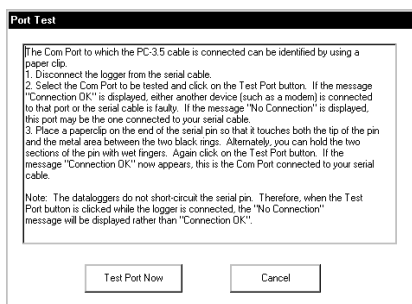 Port Test
The Com Port to which the PC-3.5 cable is connected can be identified by using a
paper clip.
1. Disconnect the logger from the serial cable.
2. Select the Com Port to be tested and click on the Test Port button. If the message
"Connection OK" is displayed, either another device (such as a modem) is connected
to that port or the serial cable is faulty. If the message "No Connection" is displayed,
this port may be the one connected to your serial cable.
3. Place a paperclip on the end of the serial pin so that it touches both the tip of the pin
and the metal area between the two black rings. Alternately, you can hold the two
sections of the pin with wet fingers. Again click on the Test Port button. If the
message "Connection OK" now appears, this is the Com Port connected to your serial
cable.
Note: The dataloggers do not short-circuit the serial pin. Therefore, when the Test
Port button is clicked while the logger is connected, the "No Connection"
message will be displayed rather than "Connection OK".
Test Port Now
Cancel